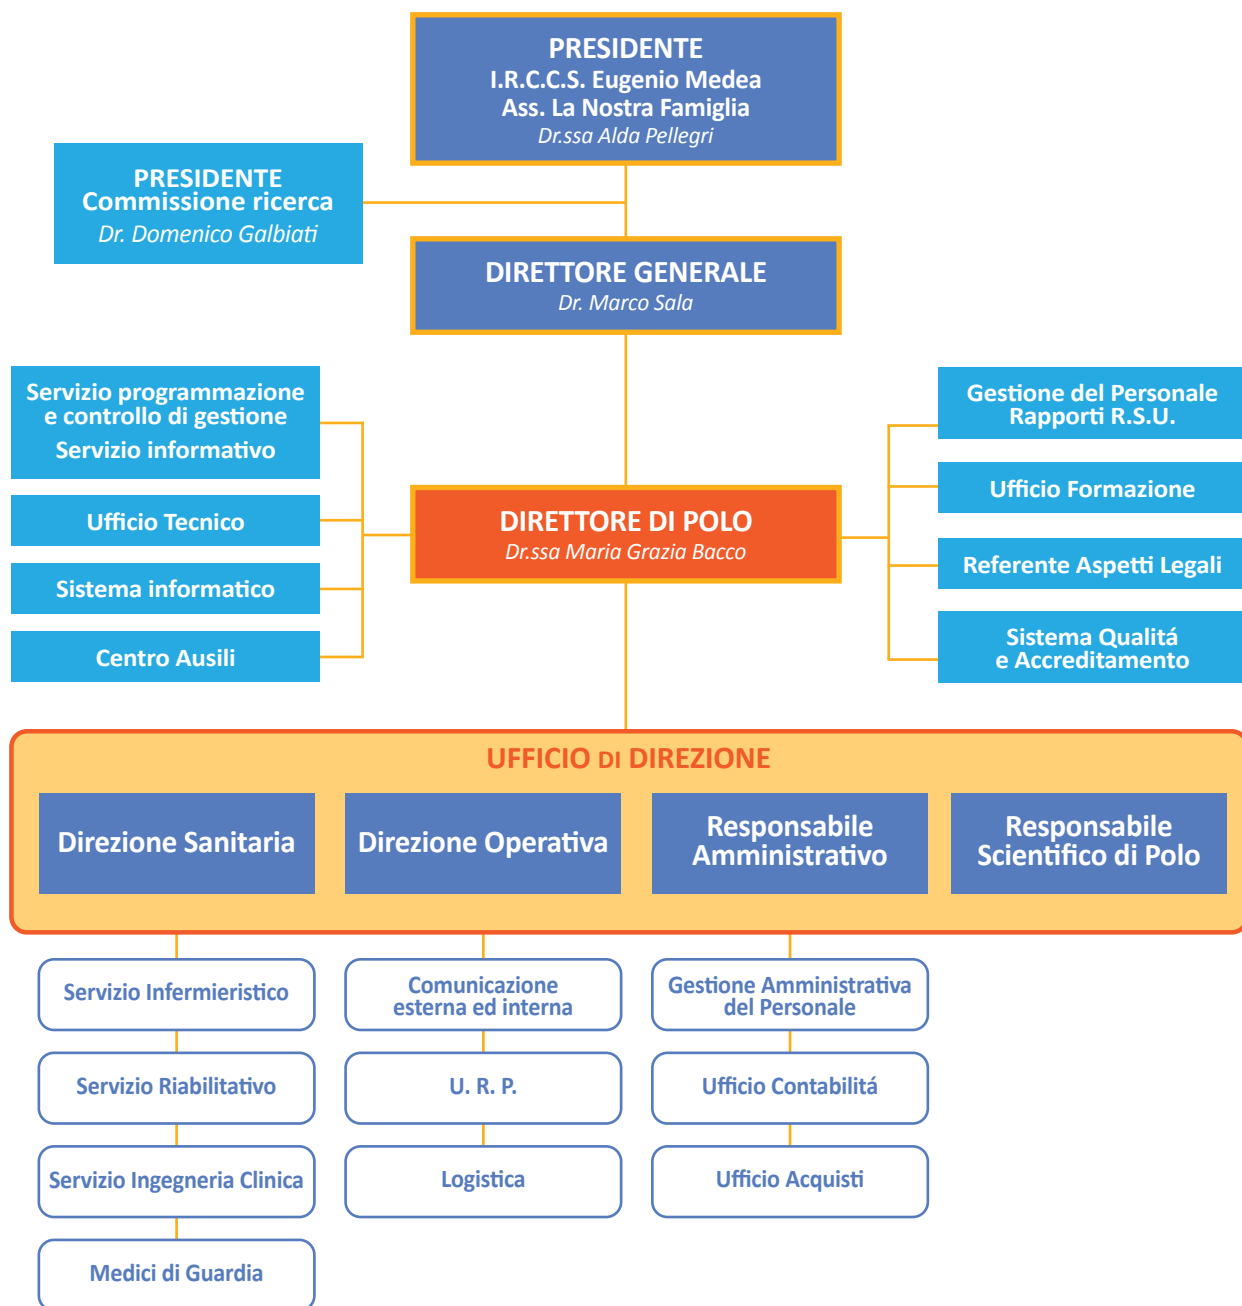 PRESIDENTE
I.R.C.C.S. Eugenio Medea
Ass. La Nostra Famiglia
Dr.ssa Alda Pellegri
PRESIDENTE
Commissione ricerca
Dr. Domenico Galbiati
DIRETTORE GENERALE
Dr. Marco Sala
Servizio programmazione
e controllo di gestione
Servizio informativo
Ufficio Tecnico
Sistema informatico
Centro Ausili
DIRETTORE DI POLO
Dr.ssa Maria Grazia Bacco
Gestione del Personale
Rapporti R.S.U.
Ufficio Formazione
Referente Aspetti Legali
Sistema Qualitá
e Accreditamento
UFFICIO DI DIREZIONE
Direzione Sanitaria
Direzione Operativa
Responsabile
Amministrativo
Responsabile
Scientifico di Polo
Servizio Infermieristico
Servizio Riabilitativo
Servizio Ingegneria Clinica
Medici di Guardia
Comunicazione
esterna ed interna
U. R. P.
Logistica
Gestione Amministrativa
del Personale
Ufficio Contabilitá
Ufficio Acquisti